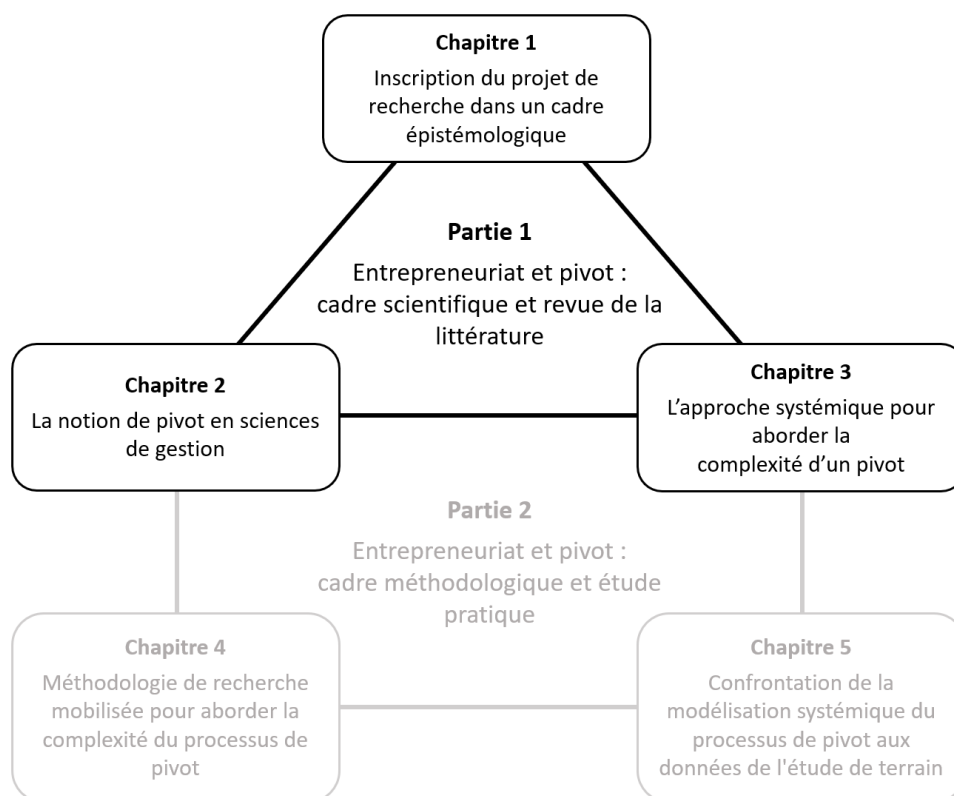 Chapitre 1
Inscription du projet de
recherche dans un cadre
épistémologique
Partie 1
Entrepreneuriat et pivot :
cadre scientifique et revue de la
littérature
Chapitre 2
La notion de pivot en sciences
de gestion
Chapitre 3
L’approche systémique pour
aborder la
complexité d’un pivot
Partie 2
Entrepreneuriat et pivot :
cadre méthodologique et étude
pratique
Chapitre 4
Méthodologie de recherche
mobilisée pour aborder la
complexité du processus de
pivot
Chapitre 5
Confrontation de la
modélisation systémique du
processus de pivot aux
données de l'étude de terrain